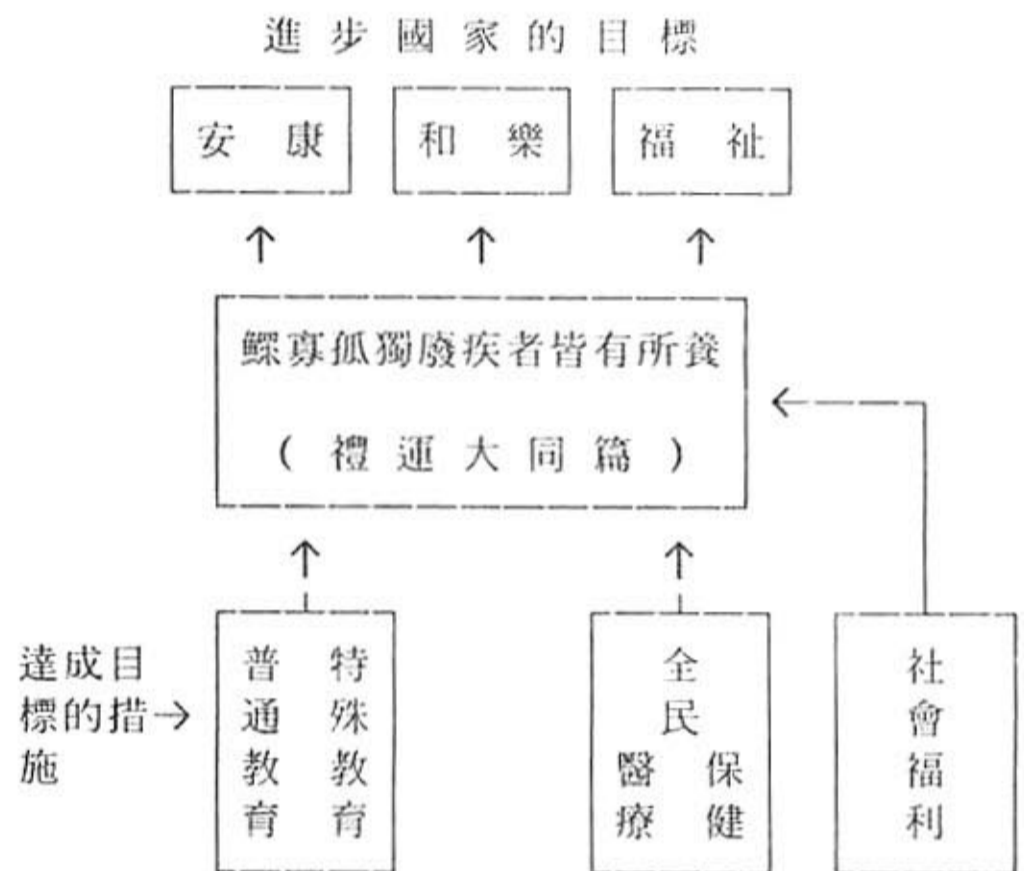 進步國家的目標
安康
和樂
福祉
鰥寡孤獨廢疾者皆有所養
(禮運大同篇)
達成目
標的措
施
普通教育
特殊教育
全民
醫療
保健
社會福利